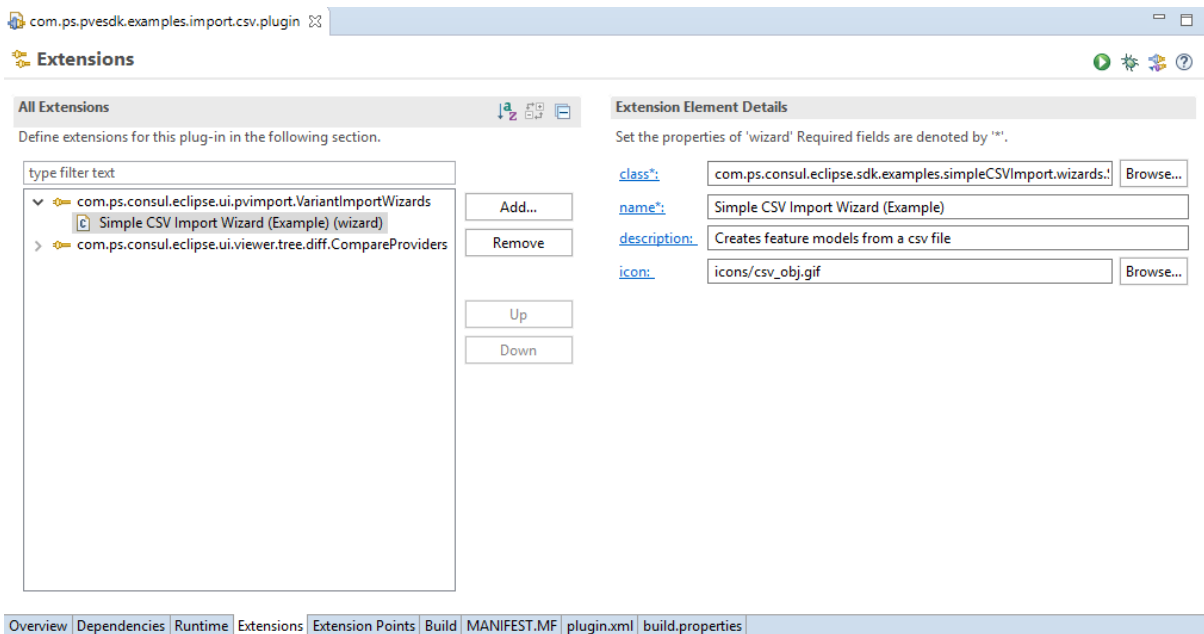 com.ps.pvesdk.examples.import.csv.plugin
Extensions
All Extensions
Define extensions for this plug-in in the following section.
type filter text
com.ps.consul.eclipse.ui.pvimport.VariantImportWizards
Simple CSV Import Wizard (Example) (wizard)
com.ps.consul.eclipse.ui.viewer.tree.diff.CompareProviders
Add...
Remove
Up
Down
Extension Element Details
Set the properties of 'wizard' Required fields are denoted by '*'.
class*: com.ps.consul.eclipse.sdk.examples.simpleCSVImport.wizards. Browse...
name*: Simple CSV Import Wizard (Example)
description: Creates feature models from a csv file
icon: icons/csv_obj.gif Browse...
Overview Dependencies Runtime Extensions Extension Points Build MANIFEST.MF plugin.xml build.properties